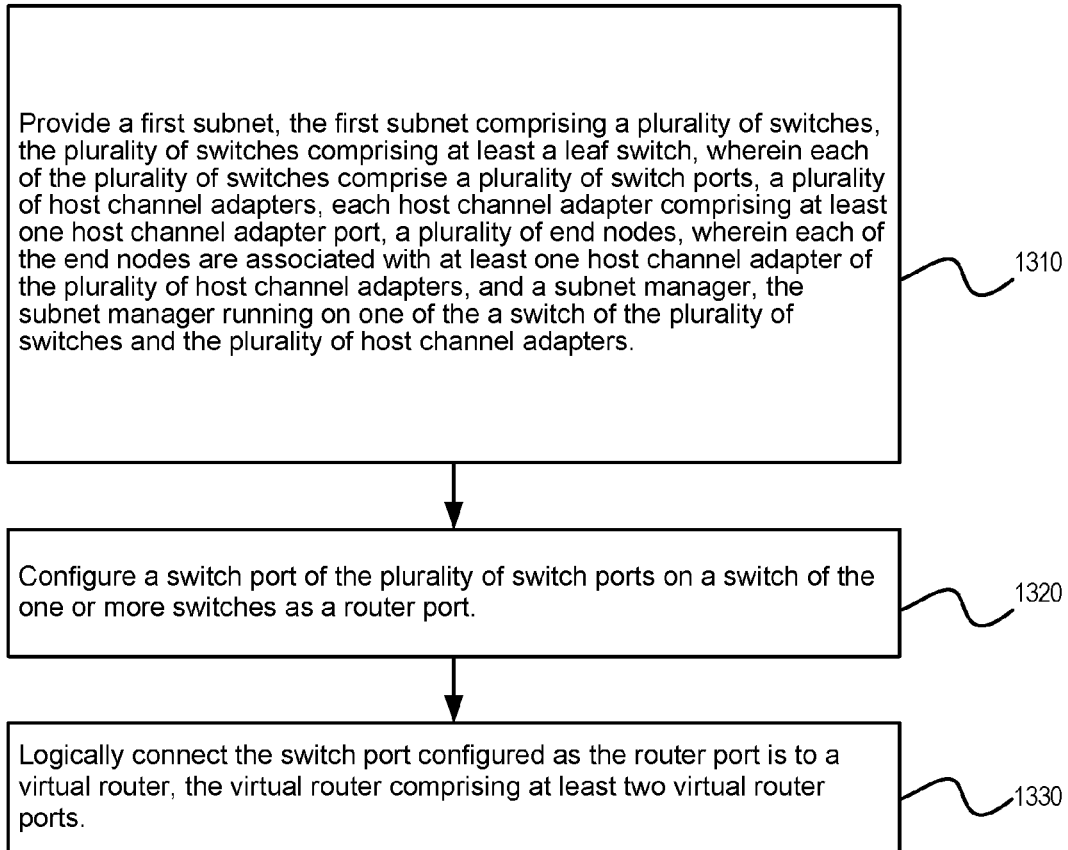 Provide a first subnet, the first subnet comprising a plurality of switches,
the plurality of switches comprising at least a leaf switch, wherein each
of the plurality of switches comprise a plurality of switch ports, a plurality
of host channel adapters, each host channel adapter comprising at least
one host channel adapter port, a plurality of end nodes, wherein each of
the end nodes are associated with at least one host channel adapter of
the plurality of host channel adapters, and a subnet manager, the
subnet manager running on one of the a switch of the plurality of
switches and the plurality of host channel adapters.
1310
Configure a switch port of the plurality of switch ports on a switch of the
one or more switches as a router port.
1320
Logically connect the switch port configured as the router port is to a
virtual router, the virtual router comprising at least two virtual router
ports.
1330